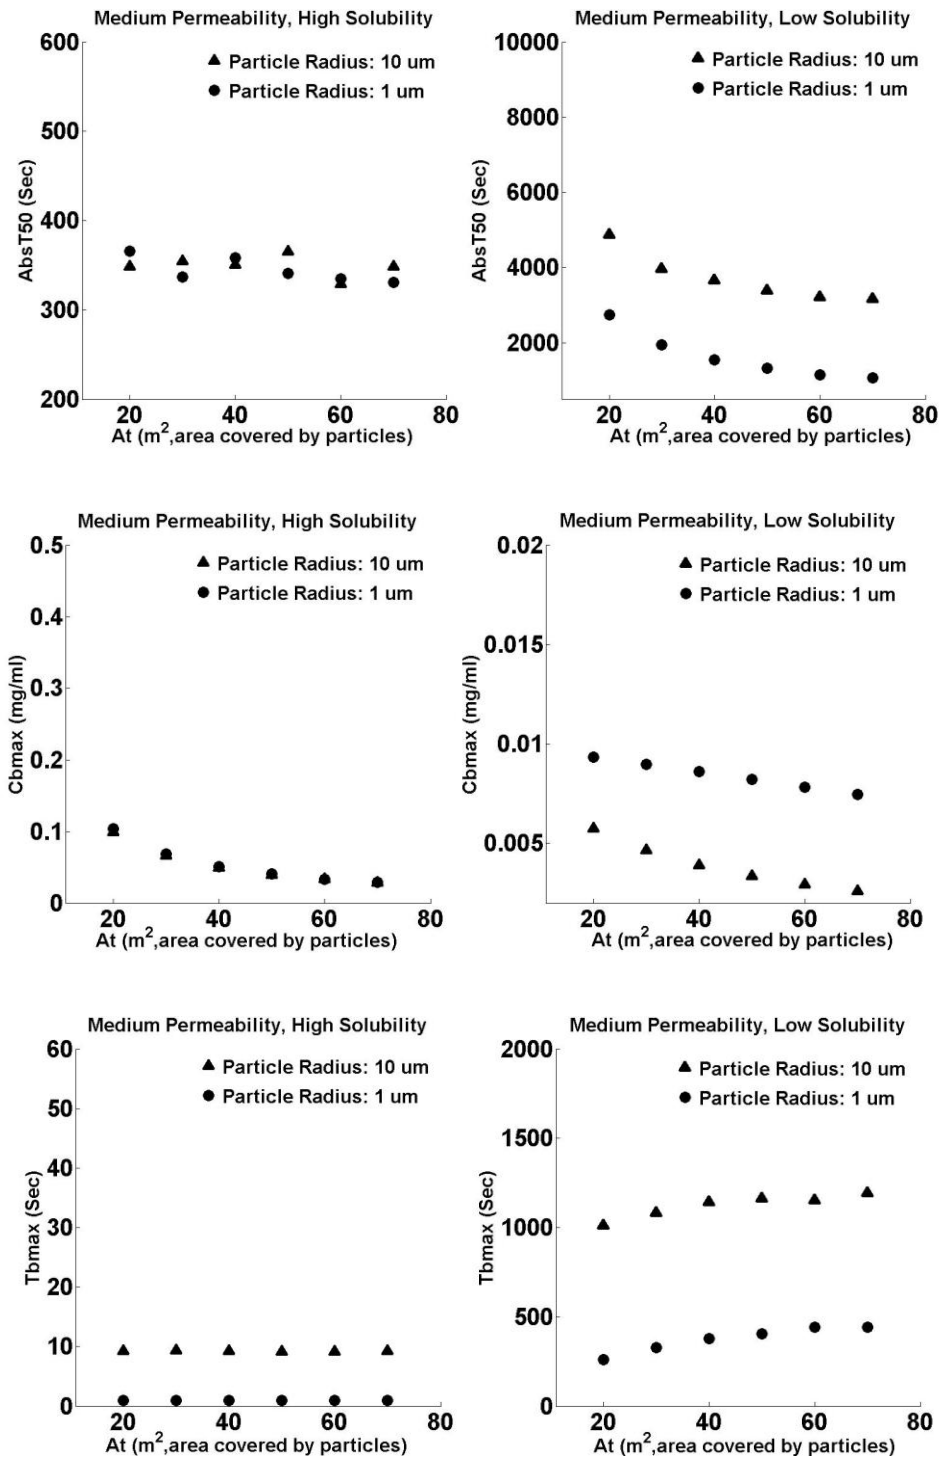 Medium Permeability, High Solubility
600
500
400
300
200
AbsT50 (Sec)
▲ Particle Radius: 10 um
● Particle Radius: 1 um
20 40 60 80
At (m²,area covered by particles)
Medium Permeability, Low Solubility
10000
8000
6000
4000
2000
AbsT50 (Sec)
▲ Particle Radius: 10 um
● Particle Radius: 1 um
20 40 60 80
At (m²,area covered by particles)
Medium Permeability, High Solubility
0.5
0.4
0.3
0.2
0.1
0
Cbmax (mg/ml)
▲ Particle Radius: 10 um
● Particle Radius: 1 um
20 40 60 80
At (m²,area covered by particles)
Medium Permeability, Low Solubility
0.02
0.015
0.01
0.005
Cbmax (mg/ml)
▲ Particle Radius: 10 um
● Particle Radius: 1 um
20 40 60 80
At (m²,area covered by particles)
Medium Permeability, High Solubility
60
50
40
30
20
10
0
Tbmax (Sec)
▲ Particle Radius: 10 um
● Particle Radius: 1 um
20 40 60 80
At (m²,area covered by particles)
Medium Permeability, Low Solubility
2000
1500
1000
500
0
Tbmax (Sec)
▲ Particle Radius: 10 um
● Particle Radius: 1 um
20 40 60 80
At (m²,area covered by particles)